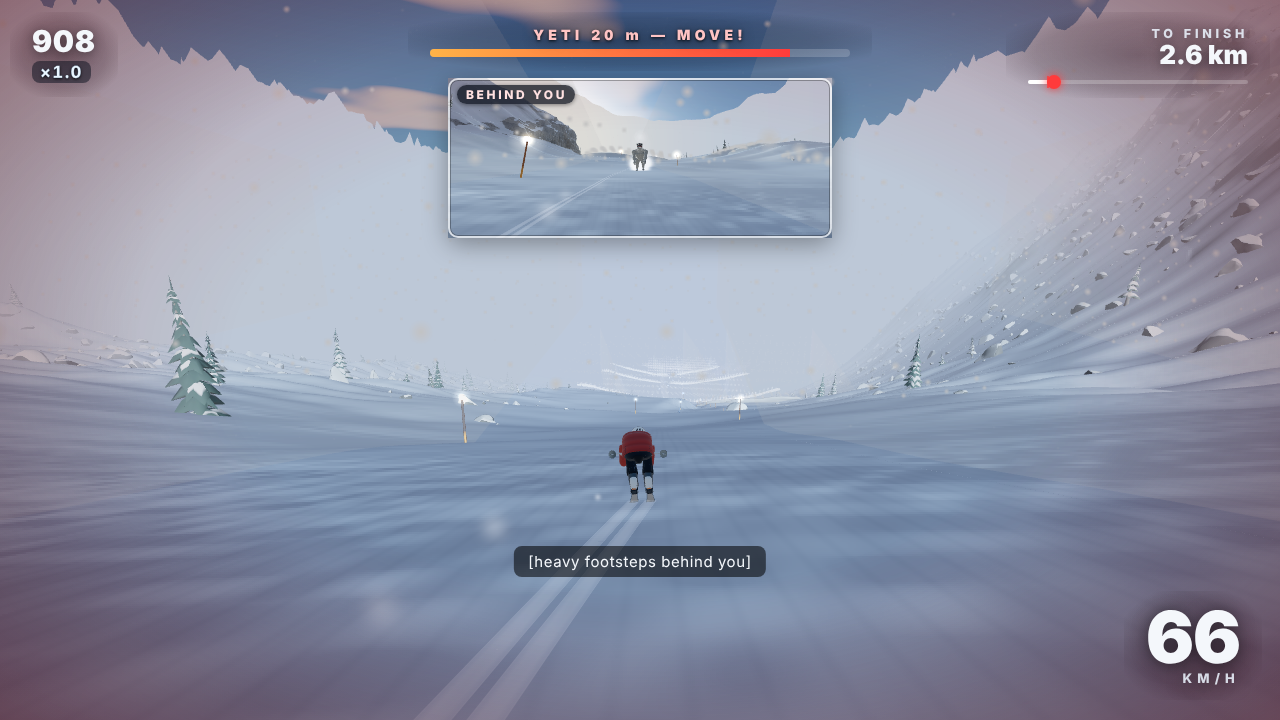 908
×1.0
YETI 20 m — MOVE!
BEHIND YOU
TO FINISH
2.6 km
[heavy footsteps behind you]
66
KM/H